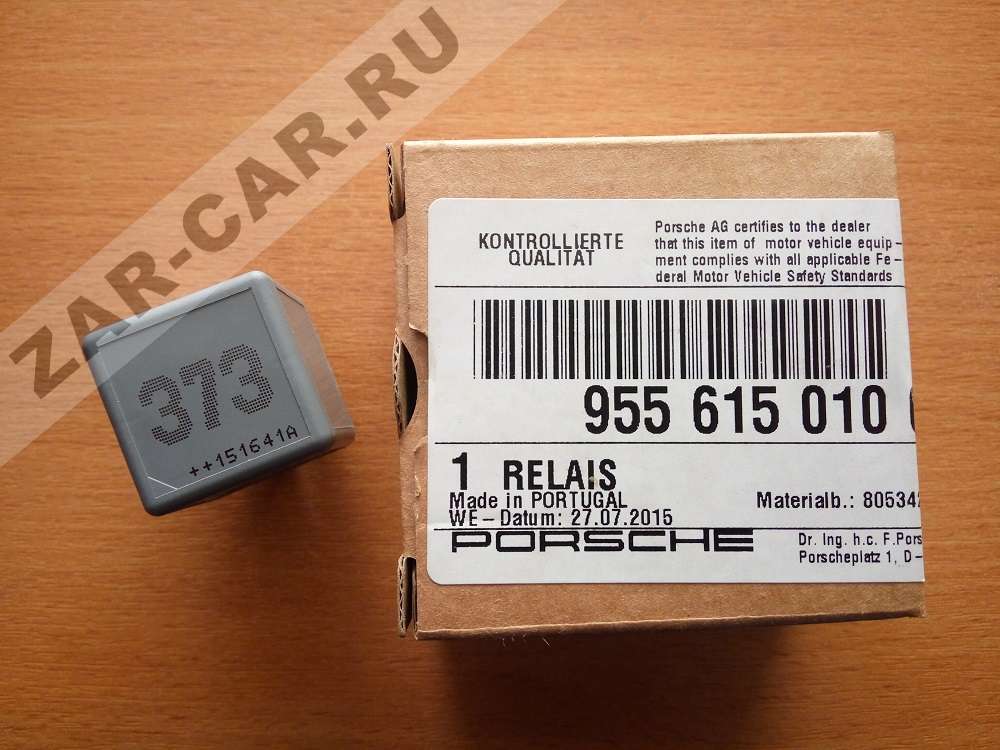 ZAR-CAR.RU
373
++151641A
KONTROLLIERTE
QUALITAT
Porsche AG certifies to the dealer
that this item of motor vehicle equip-
ment complies with all applicable Fe-
deral Motor Vehicle Safety Standards
955 615 010
1 RELAIS
Made in PORTUGAL
Materialb.: 80534
WE-Datum: 27.07.2015
PORSCHE
Dr. Ing. h.c. F.Pors
Porscheplatz 1, D-